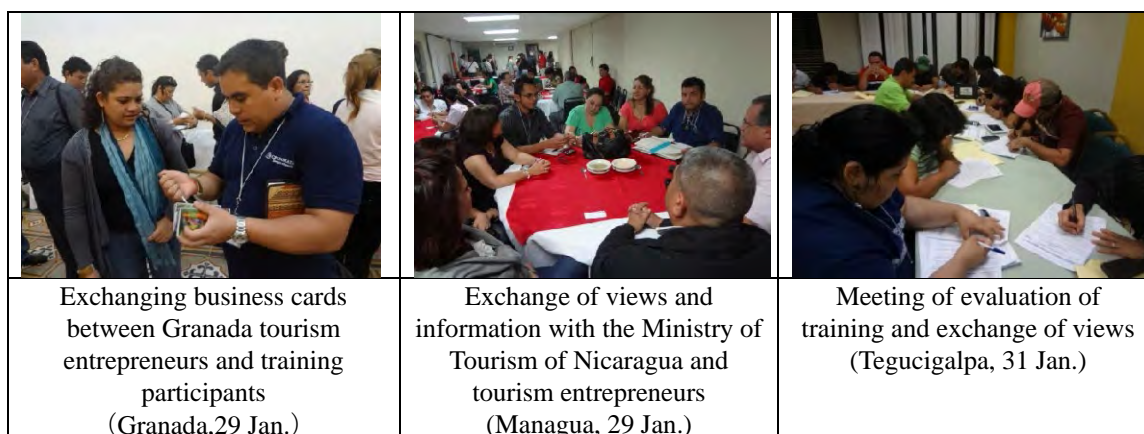 Exchanging business cards
between Granada tourism
entrepreneurs and training
participants
（Granada,29 Jan.）
Exchange of views and
information with the Ministry of
Tourism of Nicaragua and
tourism entrepreneurs
(Managua, 29 Jan.)
Meeting of evaluation of
training and exchange of views
(Tegucigalpa, 31 Jan.)